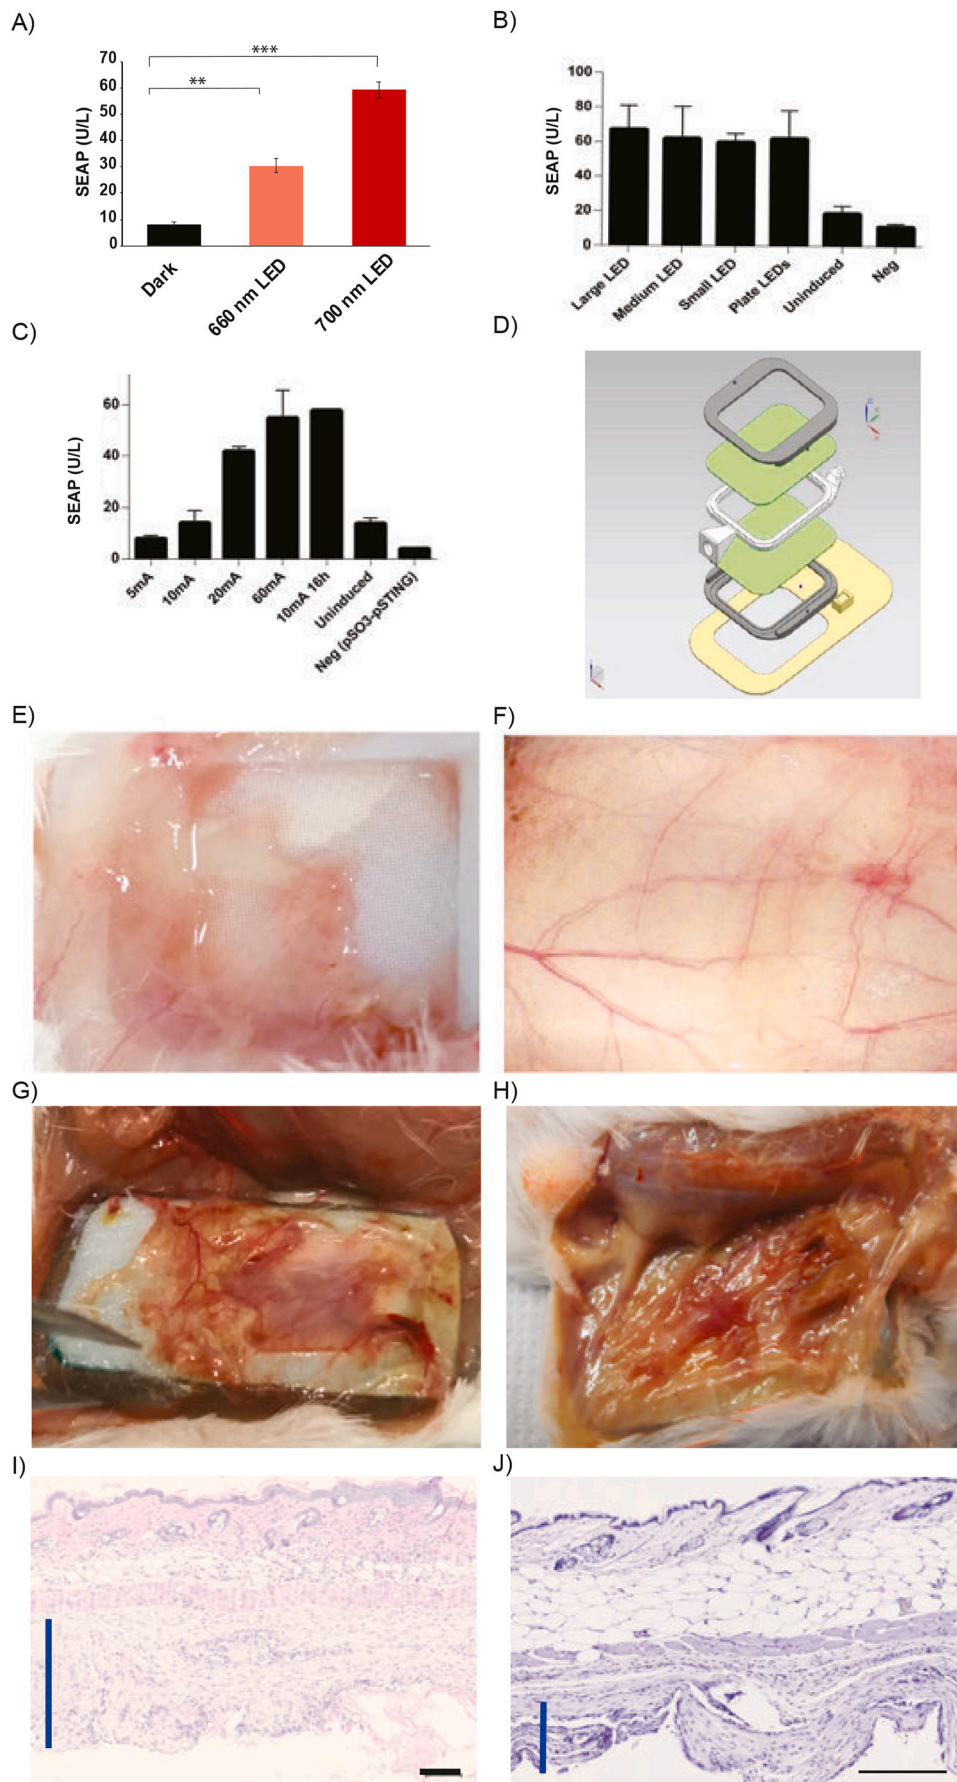 A)
SEAP (U/L)
70
60
50
40
30
20
10
0
**
***
Dark
660 nm LED
700 nm LED
B)
SEAP (U/L)
100
80
60
40
20
0
Large LED
Medium LED
Small LED
Plate LEDs
Uninduced
Neg
C)
SEAP (U/L)
60
40
20
0
5mA
10mA
20mA
60mA
10mA 16h
Uninduced
Neg (pSO3-pSTING)
D)
E)
F)
G)
H)
I)
J)